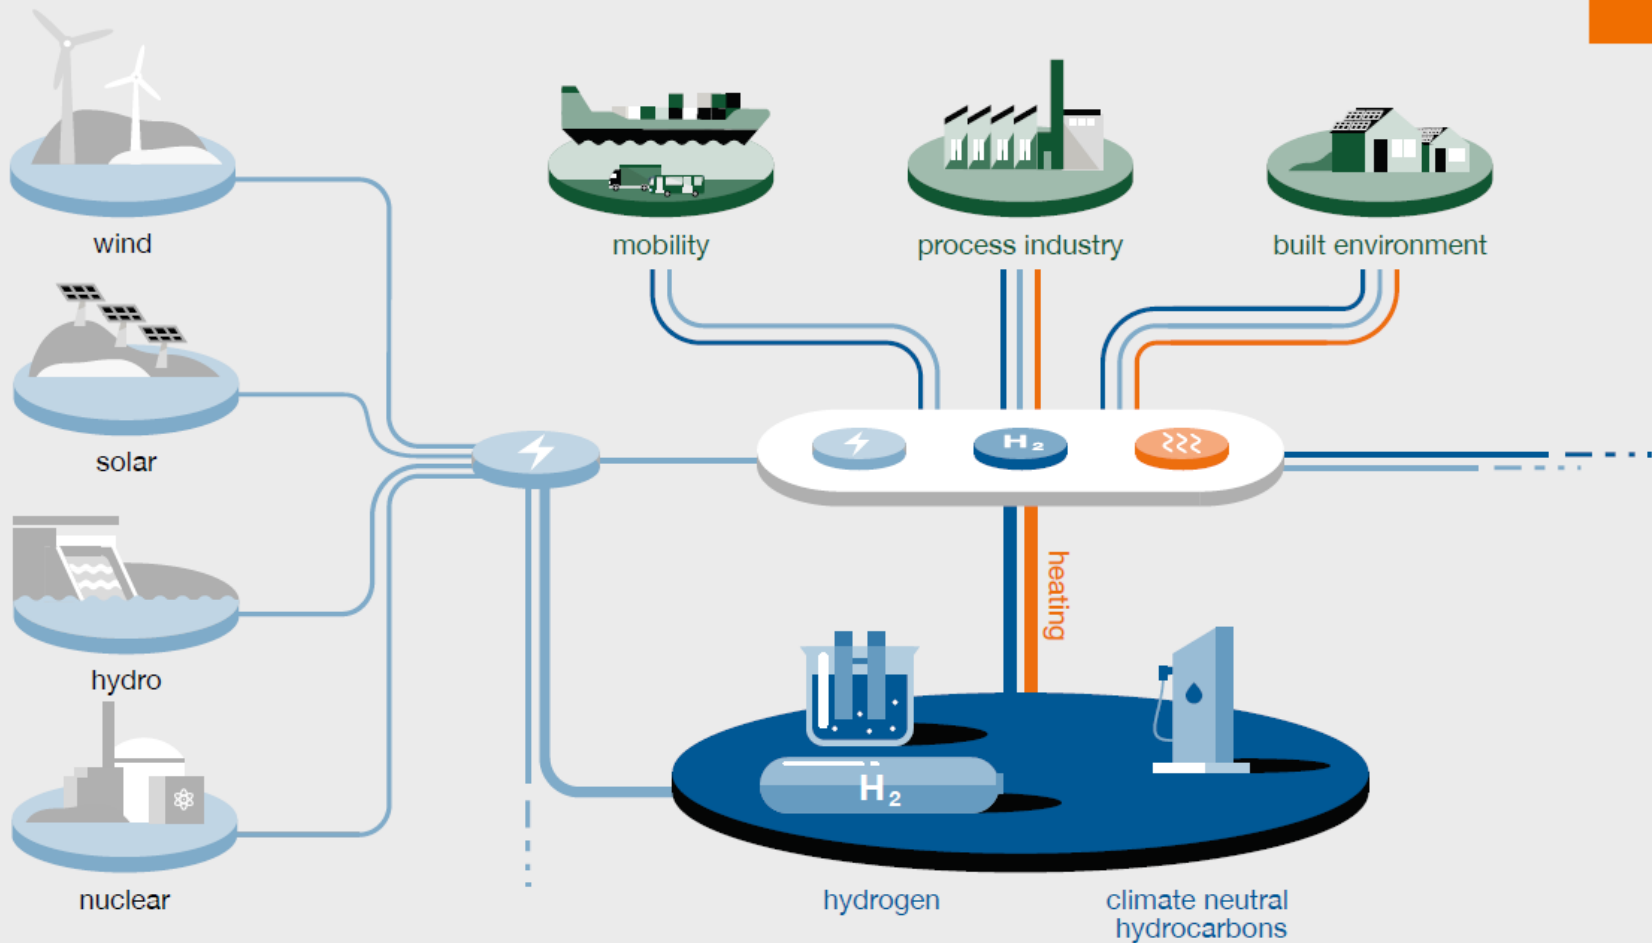 wind
solar
hydro
nuclear
mobility
process industry
built environment
H₂
heating
H₂
hydrogen
climate neutral
hydrocarbons